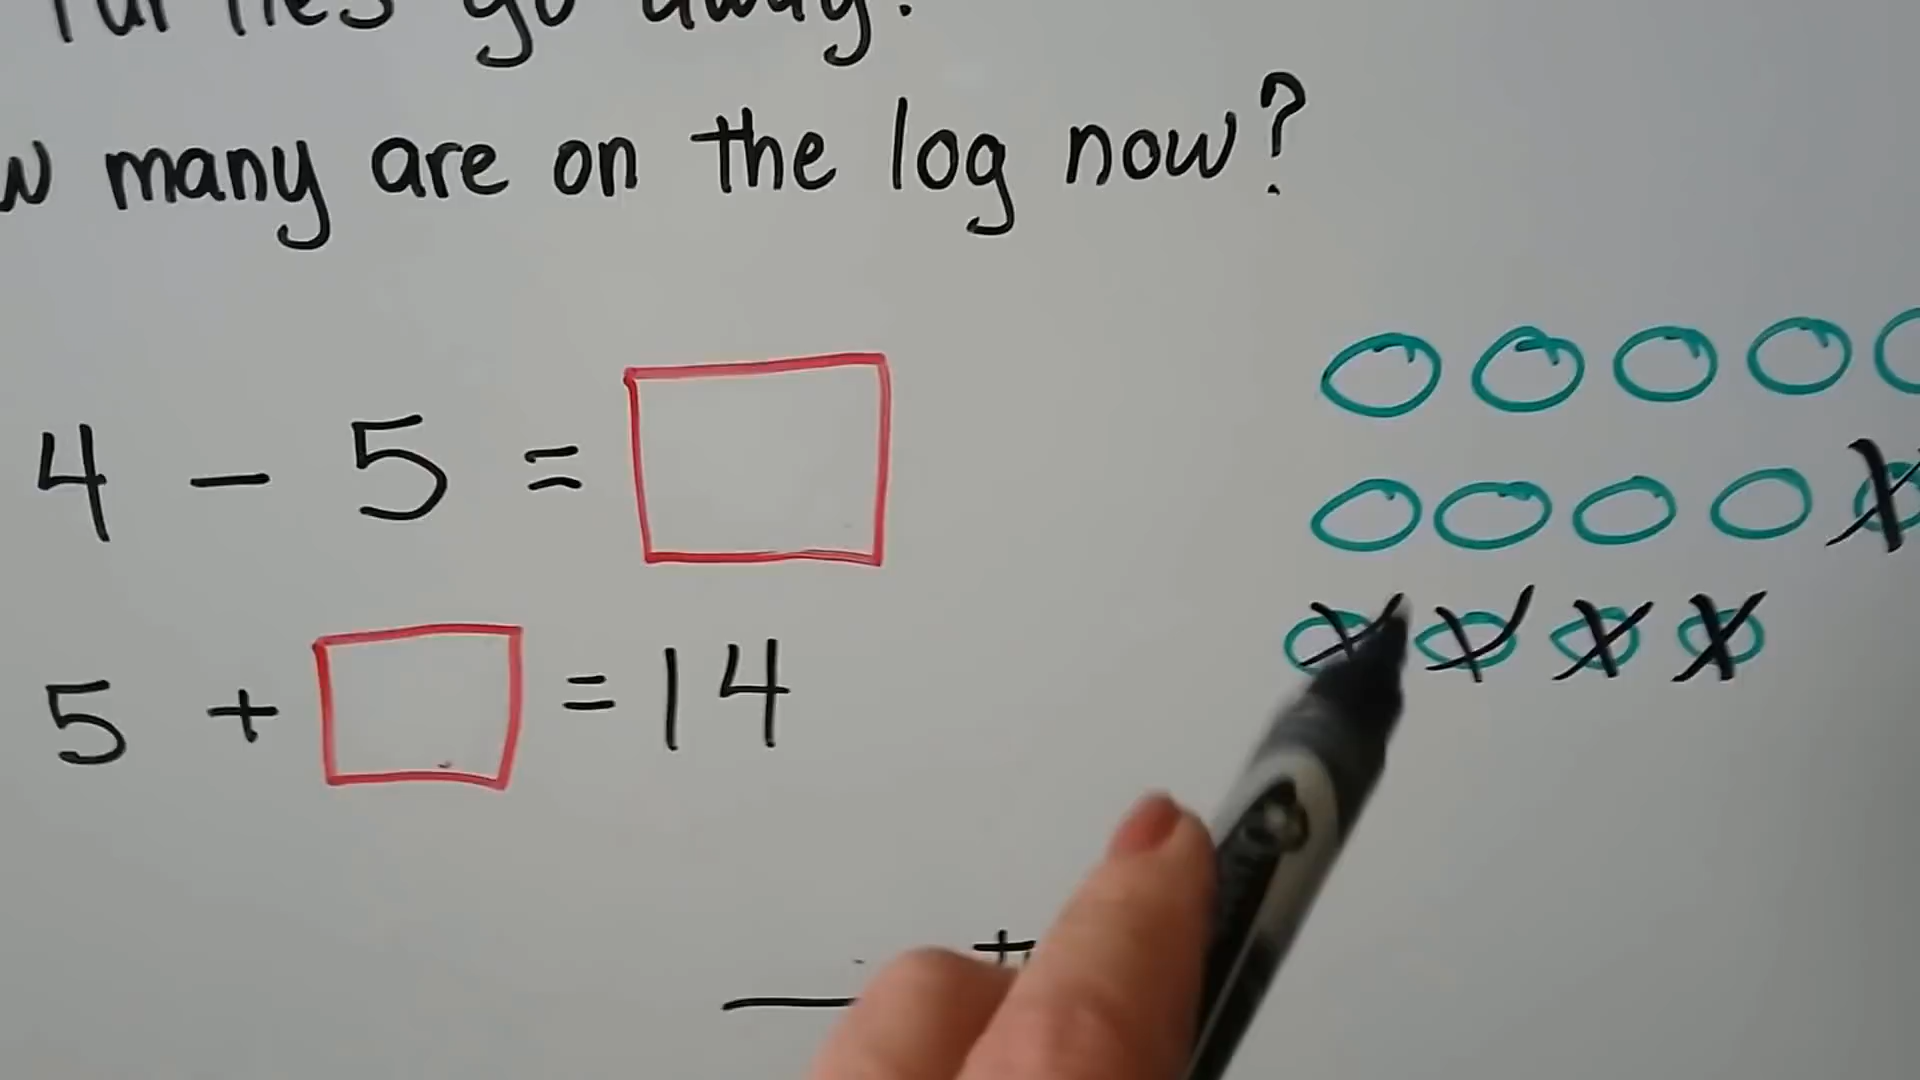 turtles go away.
w many are on the log now?
4 - 5 =
5 + = 14